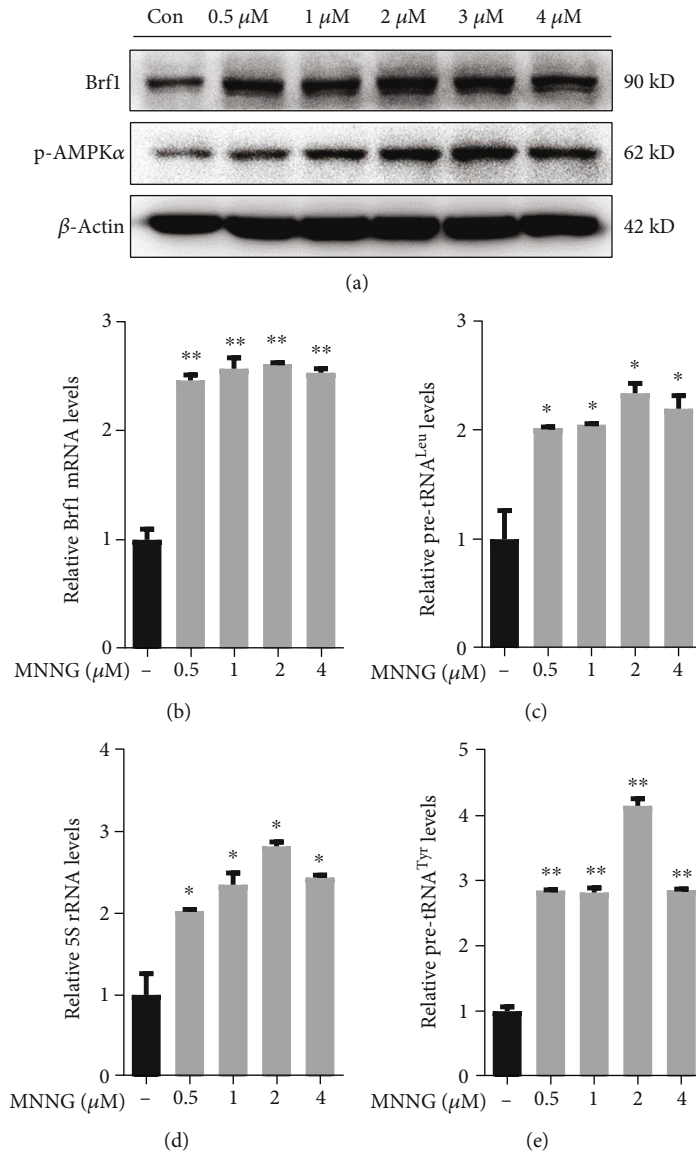 Con 0.5 μM 1 μM 2 μM 3 μM 4 μM
Brf1 90 kD
p-AMPKα 62 kD
β-Actin 42 kD
(a)
Relative Brf1 mRNA levels
3
2
1
0
** ** ** **
MNNG (μM) – 0.5 1 2 4
(b)
Relative pre-tRNA^Leu levels
3
2
1
0
* * * *
MNNG (μM) – 0.5 1 2 4
(c)
Relative 5S rRNA levels
4
3
2
1
0
* * * *
MNNG (μM) – 0.5 1 2 4
(d)
Relative pre-tRNA^Tyr levels
5
4
3
2
1
0
** ** ** **
MNNG (μM) – 0.5 1 2 4
(e)